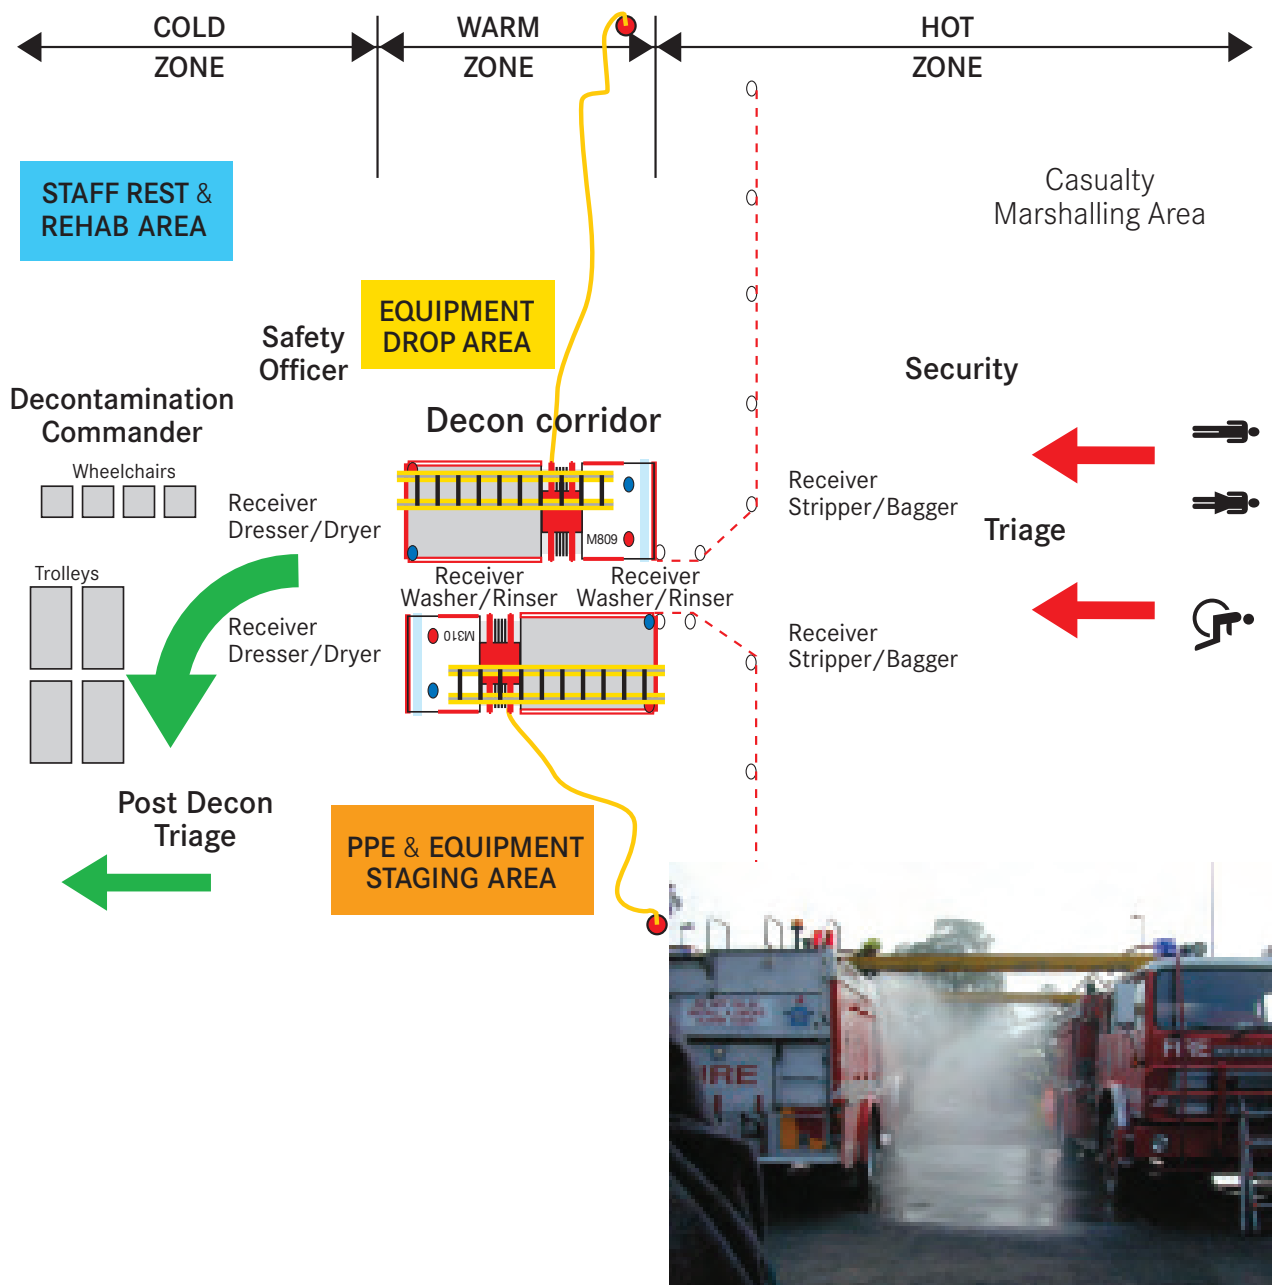 COLD
ZONE
WARM
ZONE
HOT
ZONE
STAFF REST &
REHAB AREA
Casualty
Marshalling Area
EQUIPMENT
DROP AREA
Safety
Officer
Security
Decontamination
Commander
Decon corridor
Wheelchairs
Receiver
Dresser/Dryer
Receiver
Stripper/Bagger
Triage
M809
Trolleys
Receiver
Washer/Rinser
Receiver
Washer/Rinser
Receiver
Dresser/Dryer
M310
Receiver
Stripper/Bagger
Post Decon
Triage
PPE & EQUIPMENT
STAGING AREA
FIRE
IRE